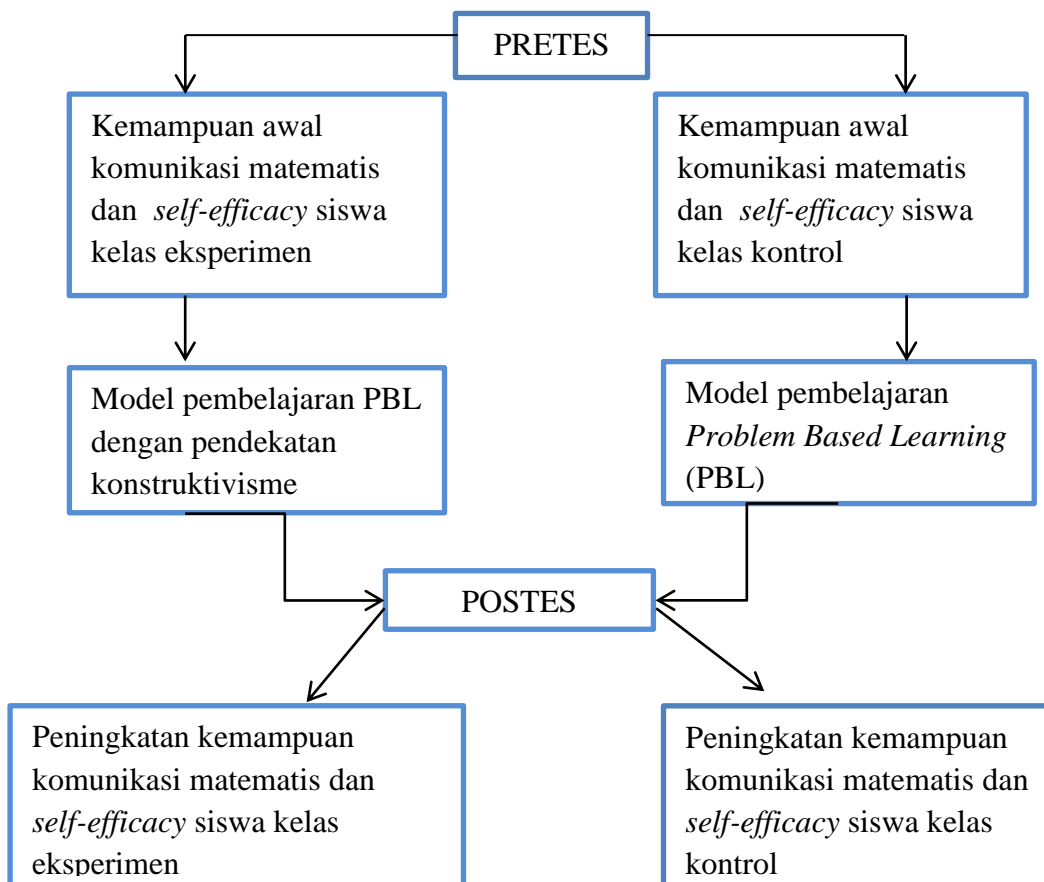 PRETES
Kemampuan awal
komunikasi matematis
dan self-efficacy siswa
kelas eksperimen
Kemampuan awal
komunikasi matematis
dan self-efficacy siswa
kelas kontrol
Model pembelajaran PBL
dengan pendekatan
konstruktivisme
Model pembelajaran
Problem Based Learning
(PBL)
POSTES
Peningkatan kemampuan
komunikasi matematis dan
self-efficacy siswa kelas
eksperimen
Peningkatan kemampuan
komunikasi matematis dan
self-efficacy siswa kelas
kontrol